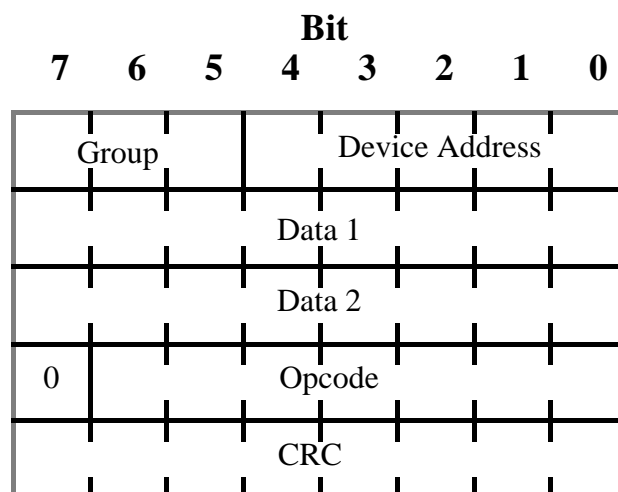 Bit
7 6 5 4 3 2 1 0
Group Device Address
Data 1
Data 2
0 Opcode
CRC